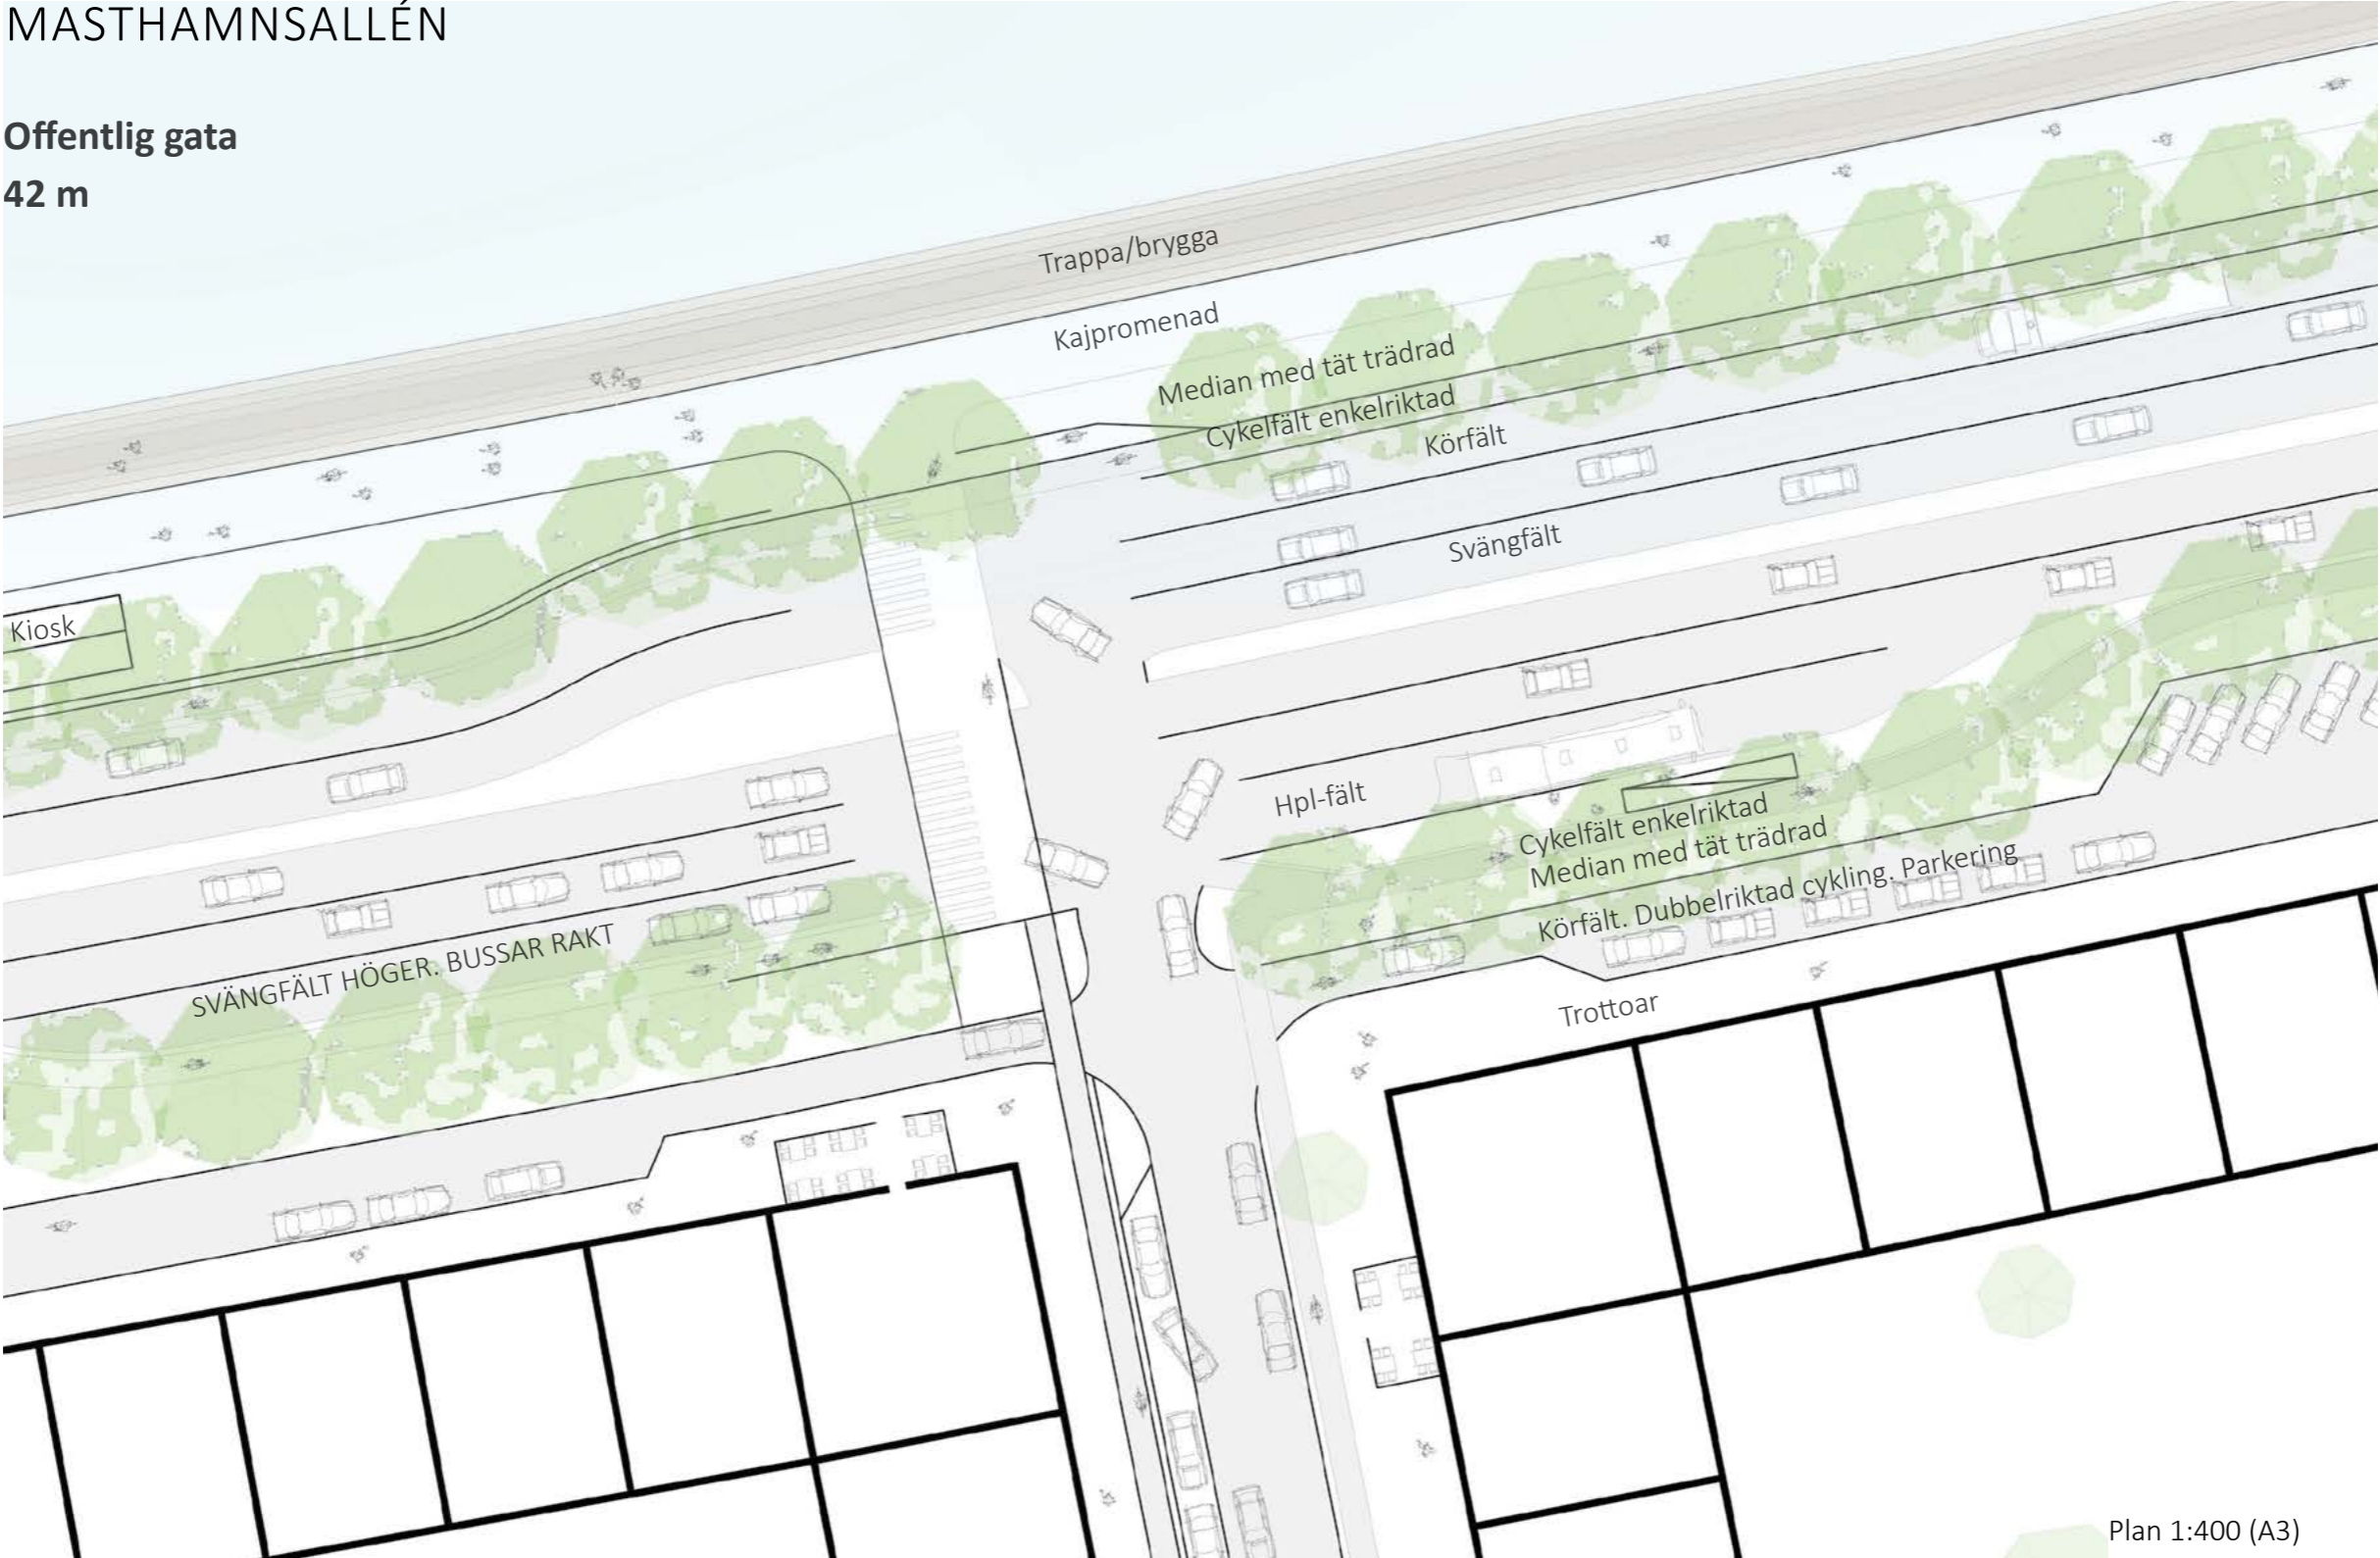 MASTHAMNSALLÉN
Offentlig gata
42 m
Trappa/brygga
Kajpromenad
Median med tät trädrad
Cykelfält enkelriktad
Körfält
Svängfält
Kiosk
Hpl-fält
Cykelfält enkelriktad
Median med tät trädrad
Körfält. Dubbelriktad cykling. Parkering
SVÄNGFÄLT HÖGER. BUSSAR RAKT
Trottoar
Plan 1:400 (A3)